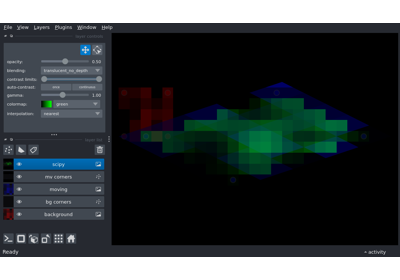 File View Layers Plugins Window Help
opacity: 0.50
blending: translucent_no_depth
contrast limits:
auto-contrast: once continuous
gamma: 1.00
colormap: green
interpolation: nearest
scipy
mv corners
moving
bg corners
background
Ready
activity